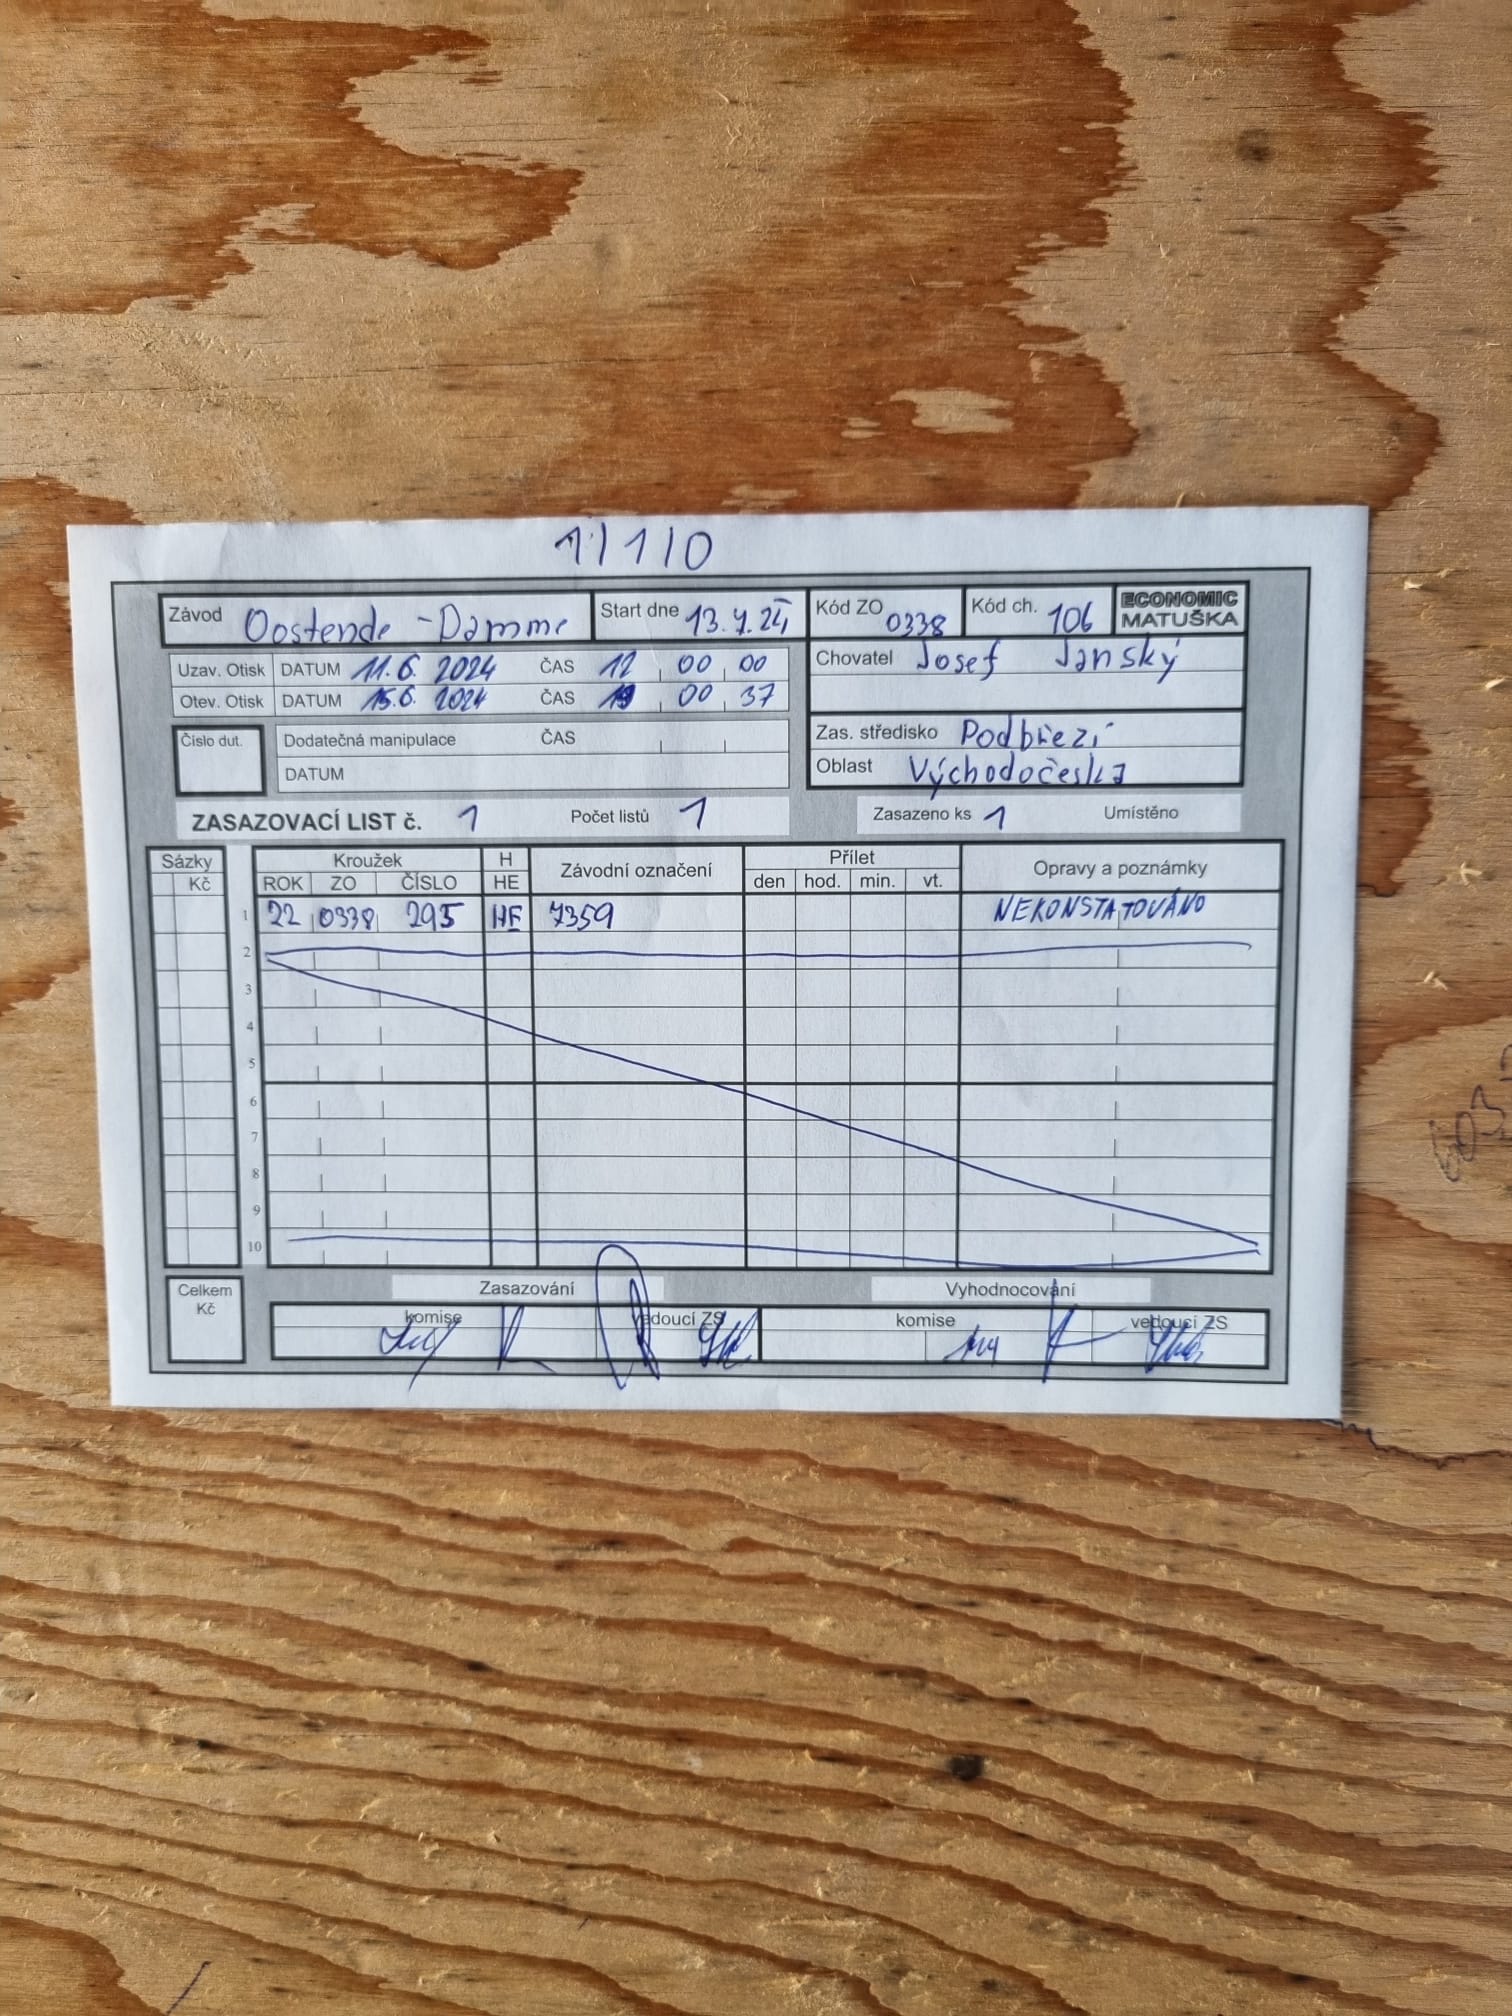 1/1/0
Závod Oostende - Damme Start dne 13.7.24 Kód ZO 0338 Kód ch. 106 ECONOMIC MATUŠKA
Uzav. Otisk DATUM 11.6. 2024 ČAS 12 00 00 Chovatel Josef Janský
Otev. Otisk DATUM 15.6. 2024 ČAS 19 00 37
Číslo dut. Dodatečná manipulace ČAS Zas. středisko Podbřezí
DATUM Oblast Východočeska
ZASAZOVACÍ LIST č. 1 Počet listů 1 Zasazeno ks 1 Umístěno
Sázky Kroužek H Závodní označení Přílet Opravy a poznámky
Kč ROK ZO ČÍSLO HE den hod. min. vt.
1 22 0338 295 HE 7359 NEKONSTATOVÁNO
2
3
4
5
6
7
8
9
10
Celkem Kč Zasazování Vyhodnocování
komise vedoucí ZS komise vedoucí ZS
603